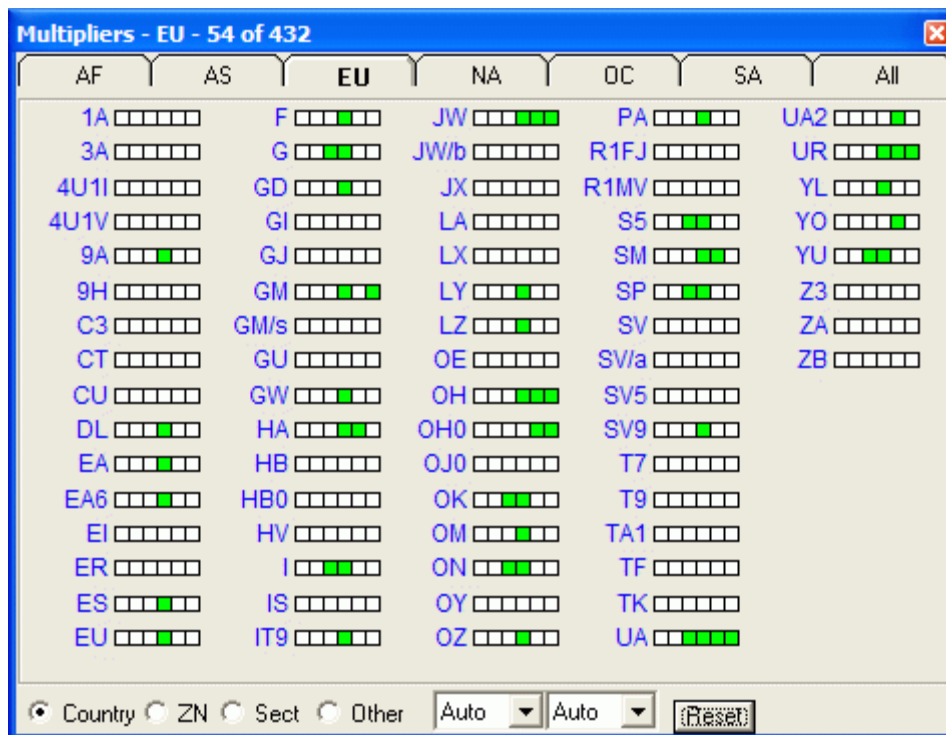 Multipliers - EU - 54 of 432
AF AS EU NA OC SA All
1A F JW PA UA2
3A G JW/b R1FJ UR
4U1I GD JX R1MV YL
4U1V GI LA S5 YO
9A GJ LX SM YU
9H GM LY SP Z3
C3 GM/s LZ SV ZA
CT GU OE SV/a ZB
CU GW OH SV5
DL HA OH0 SV9
EA HB OJ0 T7
EA6 HB0 OK T9
EI HV OM TA1
ER I ON TF
ES IS OY TK
EU IT9 OZ UA
Country ZN Sect Other Auto Auto Reset